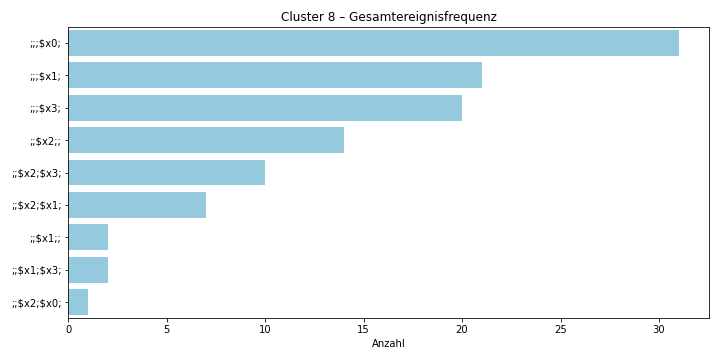 Cluster 8 – Gesamtereignisfrequenz
;;;$x0;
;;;$x1;
;;;$x3;
;;$x2;;
;;$x2;$x3;
;;$x2;$x1;
;;$x1;;
;;$x1;$x3;
;;$x2;$x0;
0 5 10 15 20 25 30
Anzahl